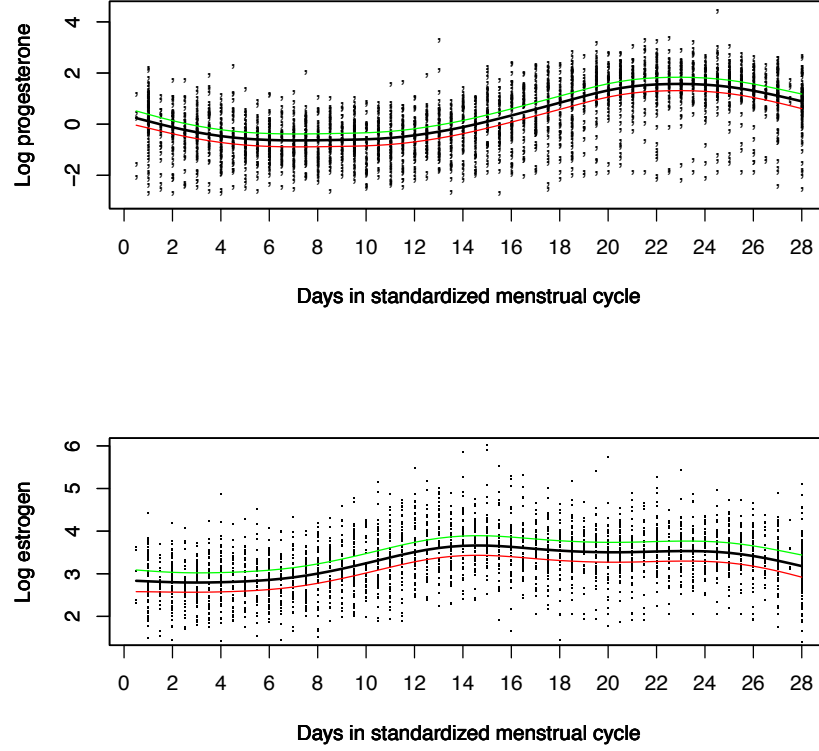 Log progesterone
4
2
0
−2
0 2 4 6 8 10 12 14 16 18 20 22 24 26 28
Days in standardized menstrual cycle
Log estrogen
6
5
4
3
2
0 2 4 6 8 10 12 14 16 18 20 22 24 26 28
Days in standardized menstrual cycle